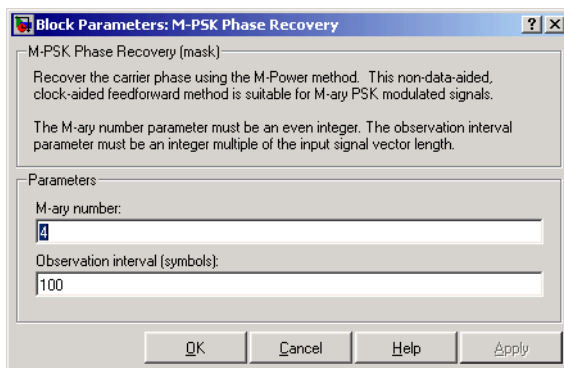 Block Parameters: M-PSK Phase Recovery
M-PSK Phase Recovery (mask)
Recover the carrier phase using the M-Power method. This non-data-aided,
clock-aided feedforward method is suitable for M-ary PSK modulated signals.
The M-ary number parameter must be an even integer. The observation interval
parameter must be an integer multiple of the input signal vector length.
Parameters
M-ary number:
4
Observation interval (symbols):
100
OK Cancel Help Apply